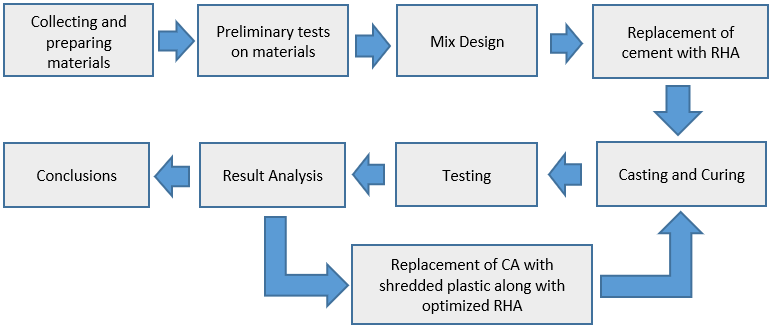 Collecting and
preparing
materials
Preliminary tests
on materials
Mix Design
Replacement of
cement with RHA
Casting and Curing
Testing
Result Analysis
Conclusions
Replacement of CA with
shredded plastic along with
optimized RHA